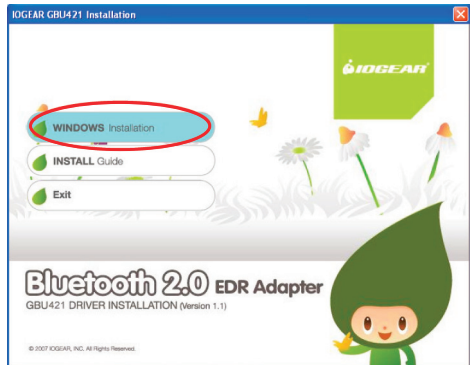 IOGEAR GBU421 Installation
IOGEAR
WINDOWS Installation
INSTALL Guide
Exit
Bluetooth 2.0 EDR Adapter
GBU421 DRIVER INSTALLATION (Version 1.1)
© 2007 IOGEAR, INC. All Rights Reserved.